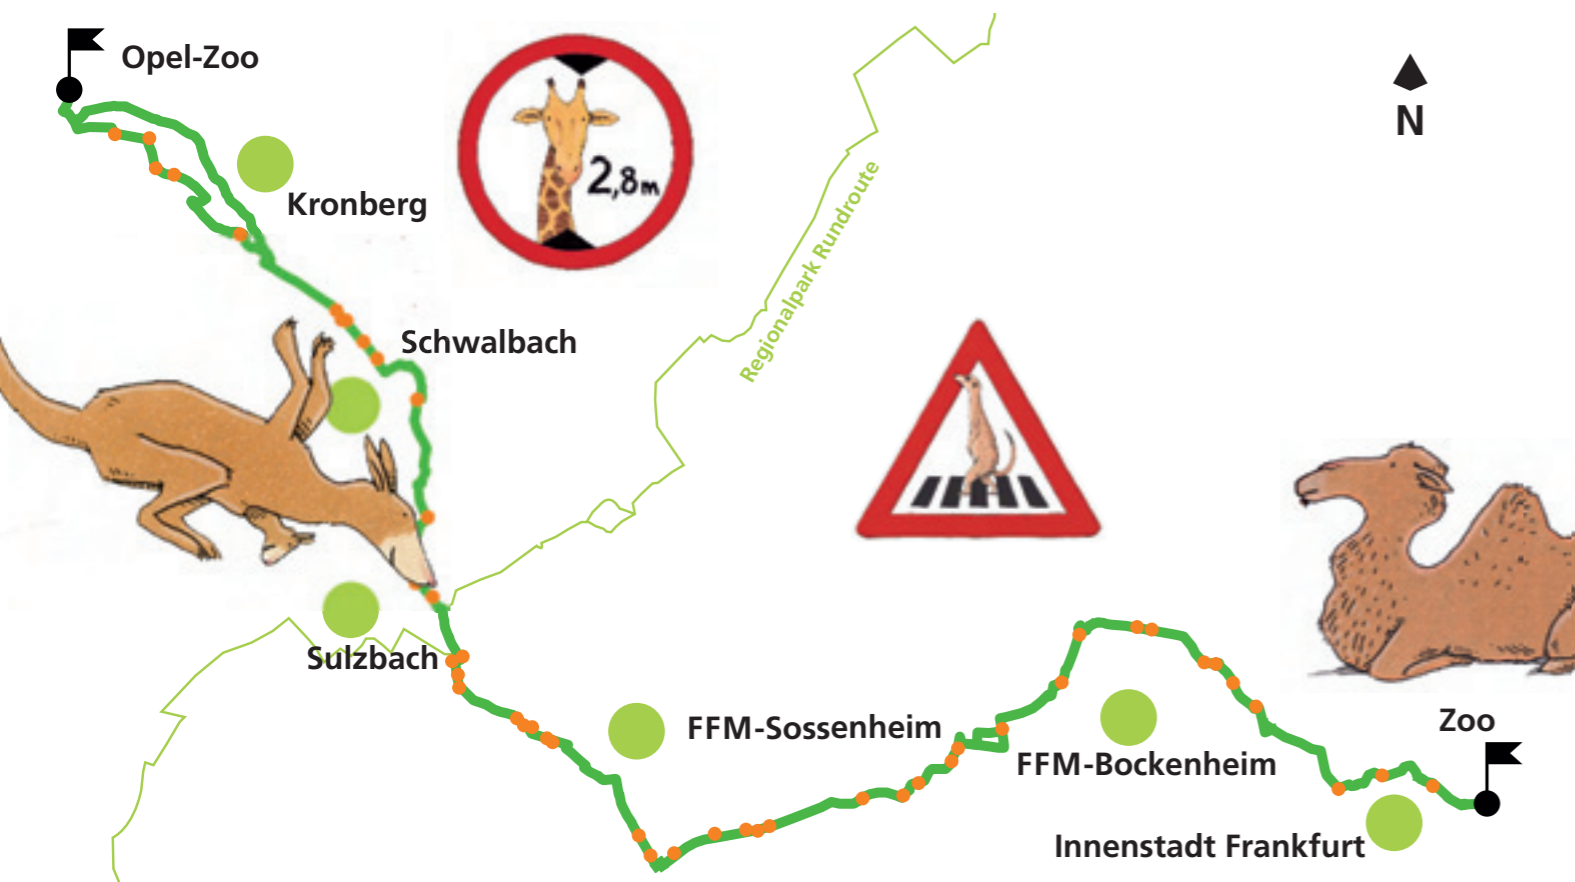 Opel-Zoo
N
Kronberg
2,8m
Regionalpark Rundroute
Schwalbach
Sulzbach
FFM-Sossenheim
Zoo
FFM-Bockenheim
Innenstadt Frankfurt